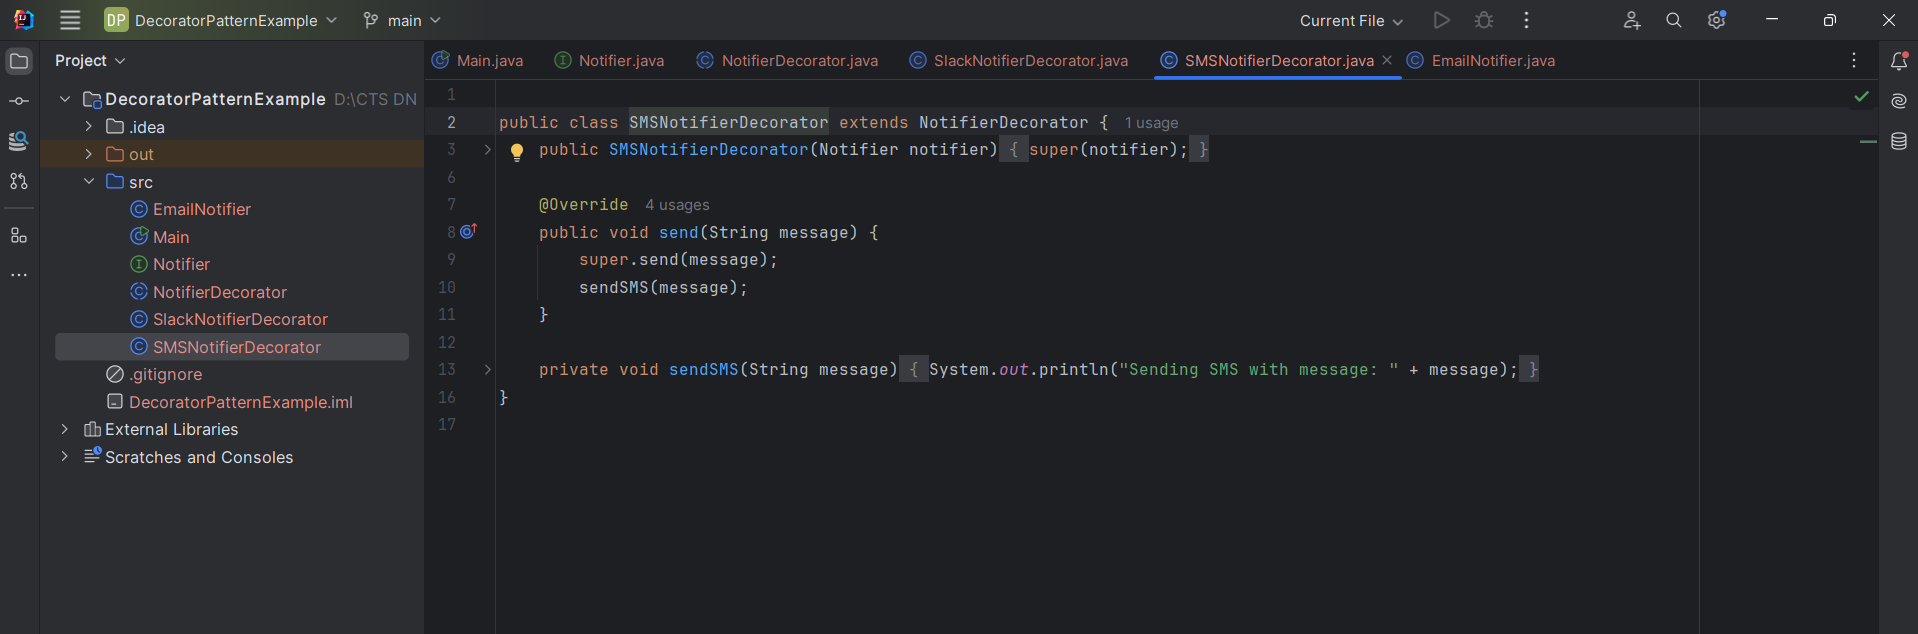 DP DecoratorPatternExample main Current File
Project
Main.java Notifier.java NotifierDecorator.java SlackNotifierDecorator.java SMSNotifierDecorator.java EmailNotifier.java
DecoratorPatternExample D:\CTS DN
.idea
out
src
EmailNotifier
Main
Notifier
NotifierDecorator
SlackNotifierDecorator
SMSNotifierDecorator
.gitignore
DecoratorPatternExample.iml
External Libraries
Scratches and Consoles
1
2 public class SMSNotifierDecorator extends NotifierDecorator { 1 usage
3 public SMSNotifierDecorator(Notifier notifier) { super(notifier); }
6
7 @Override 4 usages
8 public void send(String message) {
9 super.send(message);
10 sendSMS(message);
11 }
12
13 private void sendSMS(String message) { System.out.println("Sending SMS with message: " + message); }
16 }
17